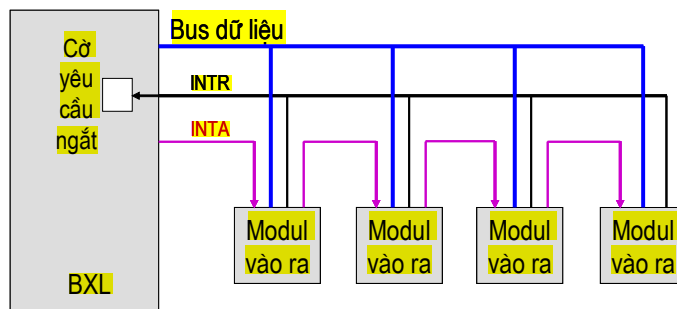 Bus dữ liệu
Cờ
yêu
cầu
ngắt
INTR
INTA
Modul
vào ra
Modul
vào ra
Modul
vào ra
Modul
vào ra
BXL